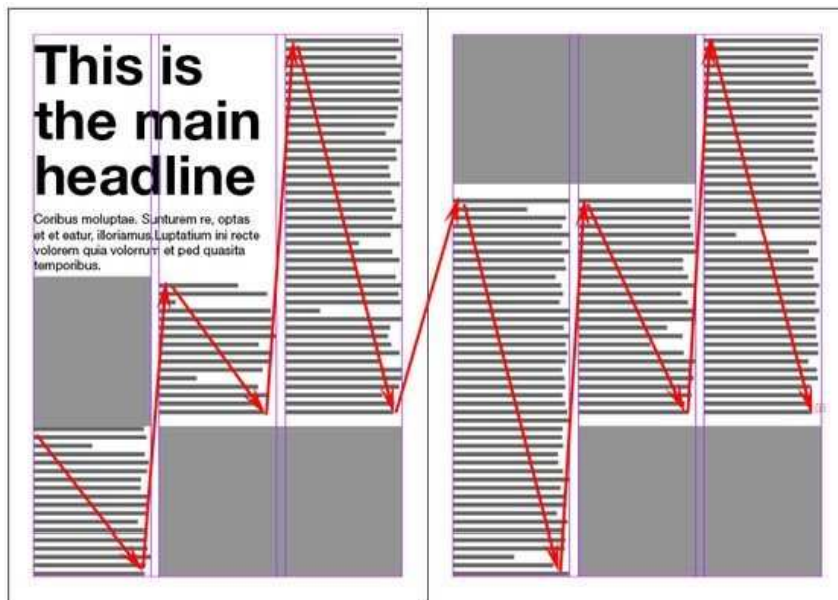 This is
the main
headline
Coribus moluptae. Sunturem re, optas
et et eatur, illoriamus.Luptatium ini recte
volorem quia volorrum et ped quasita
temporibus.